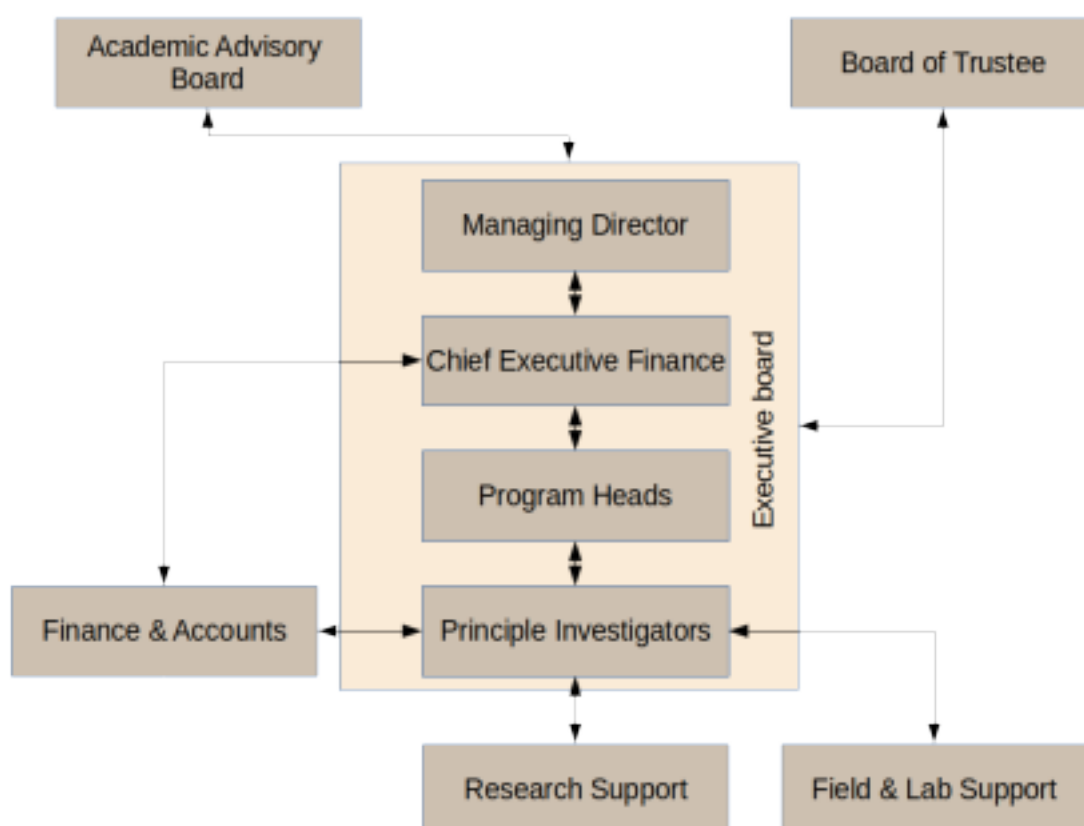 Academic Advisory
Board
Board of Trustee
Managing Director
Chief Executive Finance
Executive board
Program Heads
Finance & Accounts
Principle Investigators
Research Support
Field & Lab Support